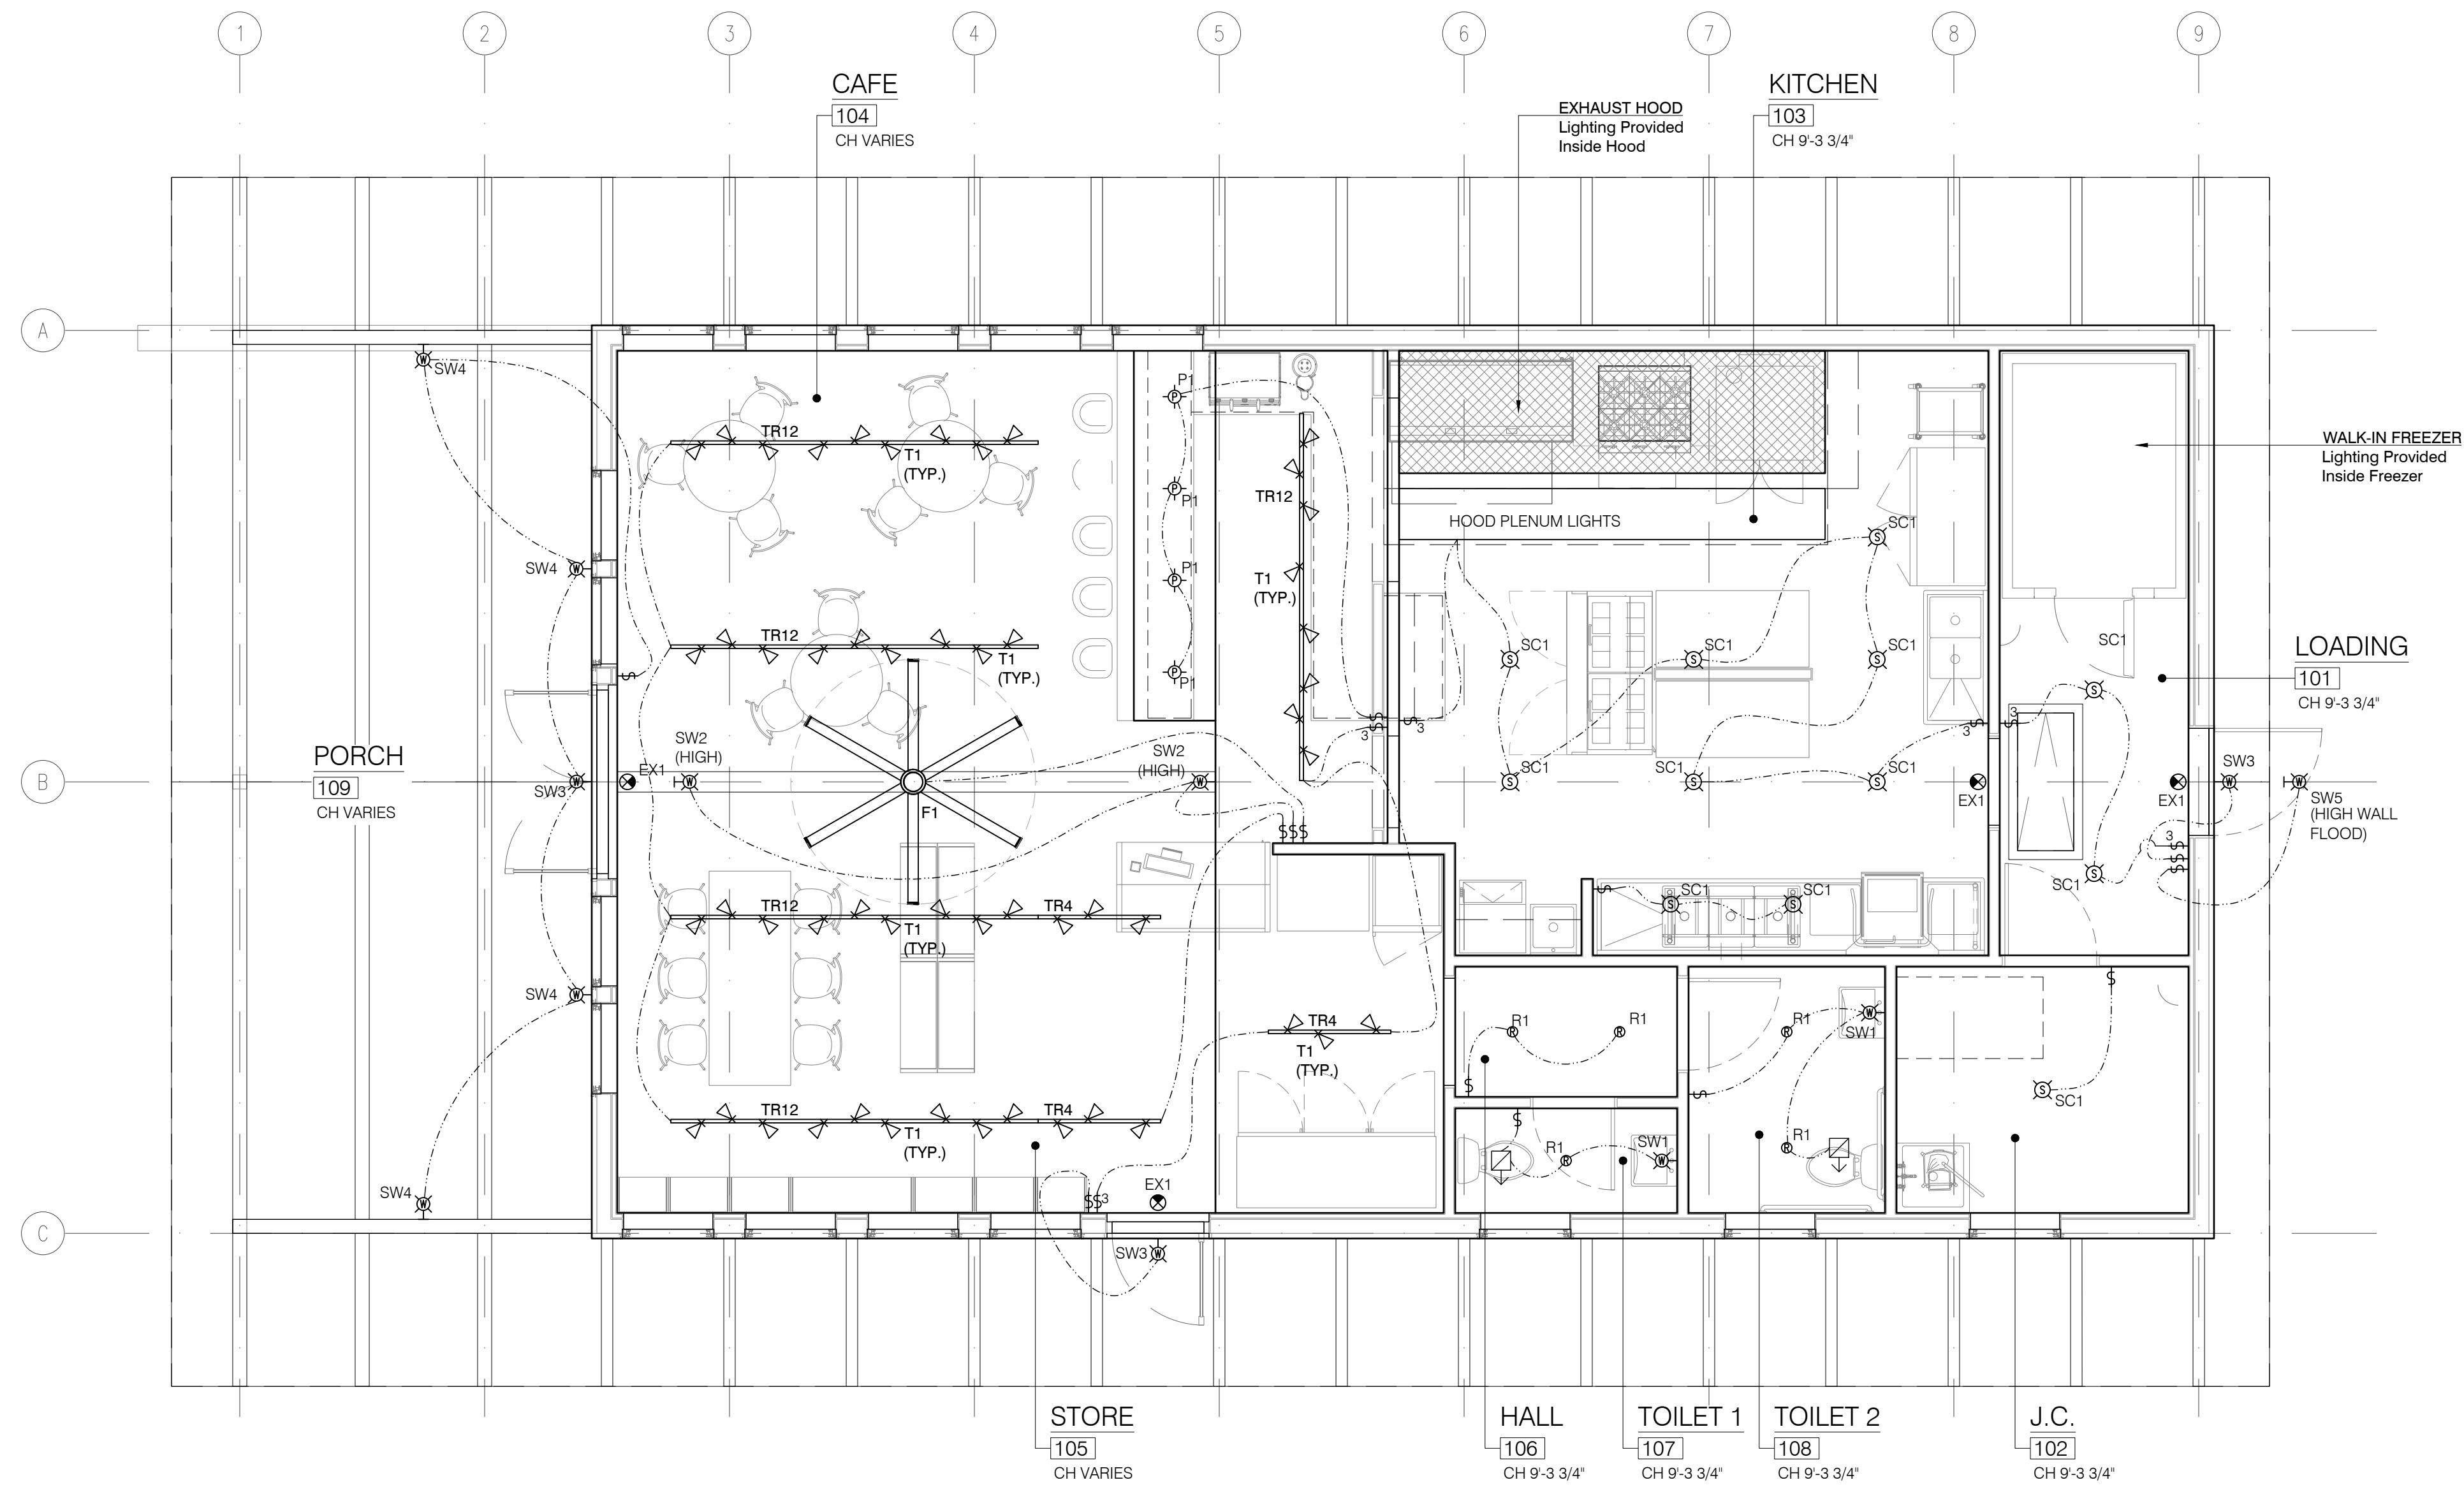 1
2
3
4
5
6
7
8
9
CAFE
104
CH VARIES
EXHAUST HOOD
Lighting Provided
Inside Hood
KITCHEN
103
CH 9'-3 3/4"
A
W
SW4
P
P1
TR12
T1
(TYP.)
P
P1
TR12
WALK-IN FREEZER
Lighting Provided
Inside Freezer
HOOD PLENUM LIGHTS
S
SC1
SW4
W
P
P1
T1
(TYP.)
TR12
T1
(TYP.)
P
P1
S
SC1
S
SC1
S
SC1
SC1
S
LOADING
101
CH 9'-3 3/4"
$
$
$
3
$
3
$
3
$
3
PORCH
109
CH VARIES
B
SW2
(HIGH)
SW2
(HIGH)
SW3
W
EX1
W
F1
W
S
SC1
SC1
S
S
SC1
EX1
EX1
SW3
W
W
SW5
(HIGH WALL
FLOOD)
$$$
3
$
$
$
SC1
S
$
SC1
S
SC1
S
TR12
TR4
T1
(TYP.)
SW4
W
TR4
T1
(TYP.)
R1
R
R1
R
$
R1
R
W
SW1
$
$
S
SC1
TR12
TR4
T1
(TYP.)
$
R1
R
SW1
W
R1
R
SW4
W
$$3
EX1
C
SW3
W
STORE
105
CH VARIES
HALL
106
CH 9'-3 3/4"
TOILET 1
107
CH 9'-3 3/4"
TOILET 2
108
CH 9'-3 3/4"
J.C.
102
CH 9'-3 3/4"